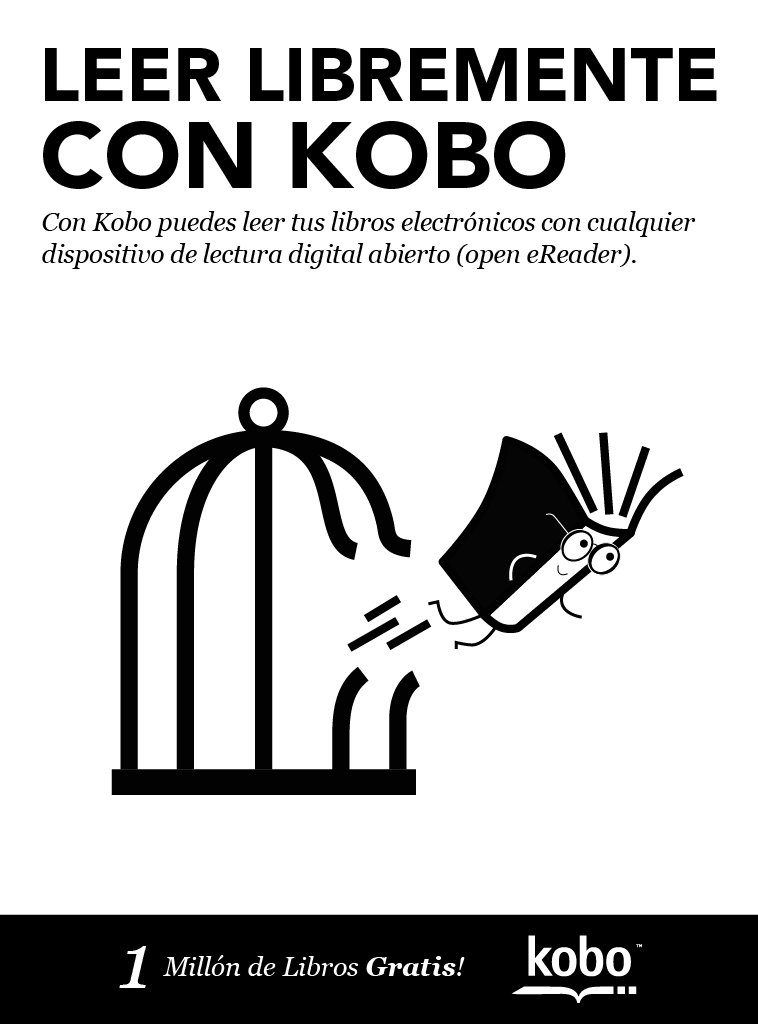 LEER LIBREMENTE
CON KOBO
Con Kobo puedes leer tus libros electrónicos con cualquier
dispositivo de lectura digital abierto (open eReader).
1 Millón de Libros Gratis!
kobo™